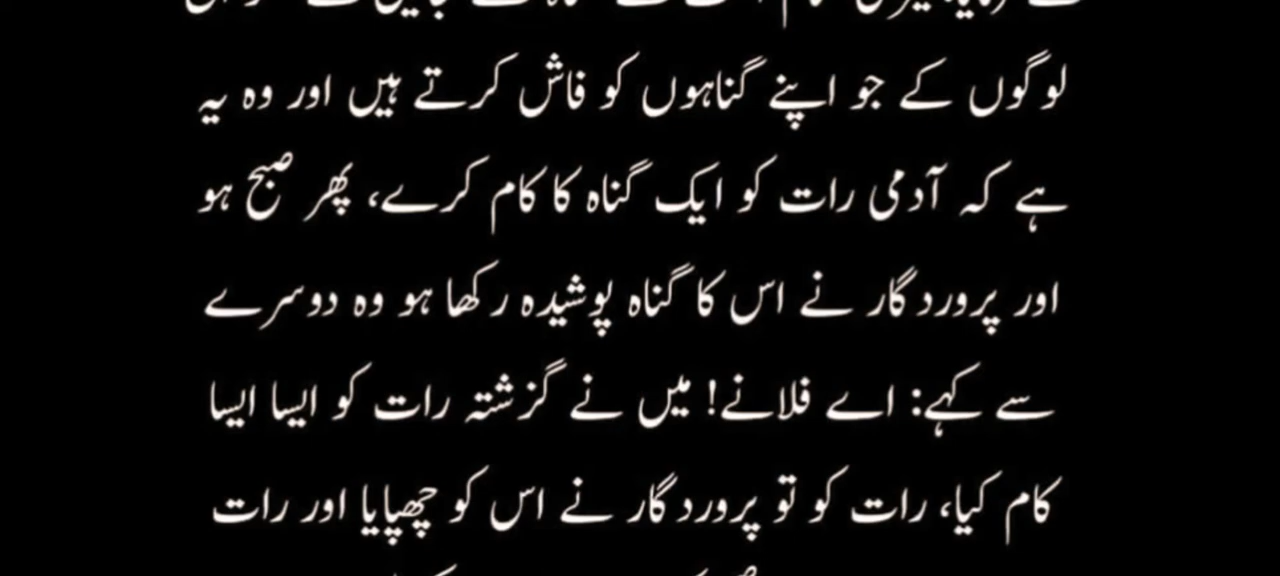 لوگوں کے جو اپنے گناہوں کو فاش کرتے ہیں اور وہ یہ
ہے کہ آدمی رات کو ایک گناہ کا کام کرے، پھر صبح ہو
اور پروردگار نے اس کا گناہ پوشیدہ رکھا ہو وہ دوسرے
سے کہے: اے فلانے! میں نے گزشتہ رات کو ایسا ایسا
کام کیا، رات کو تو پروردگار نے اس کو چھپایا اور رات